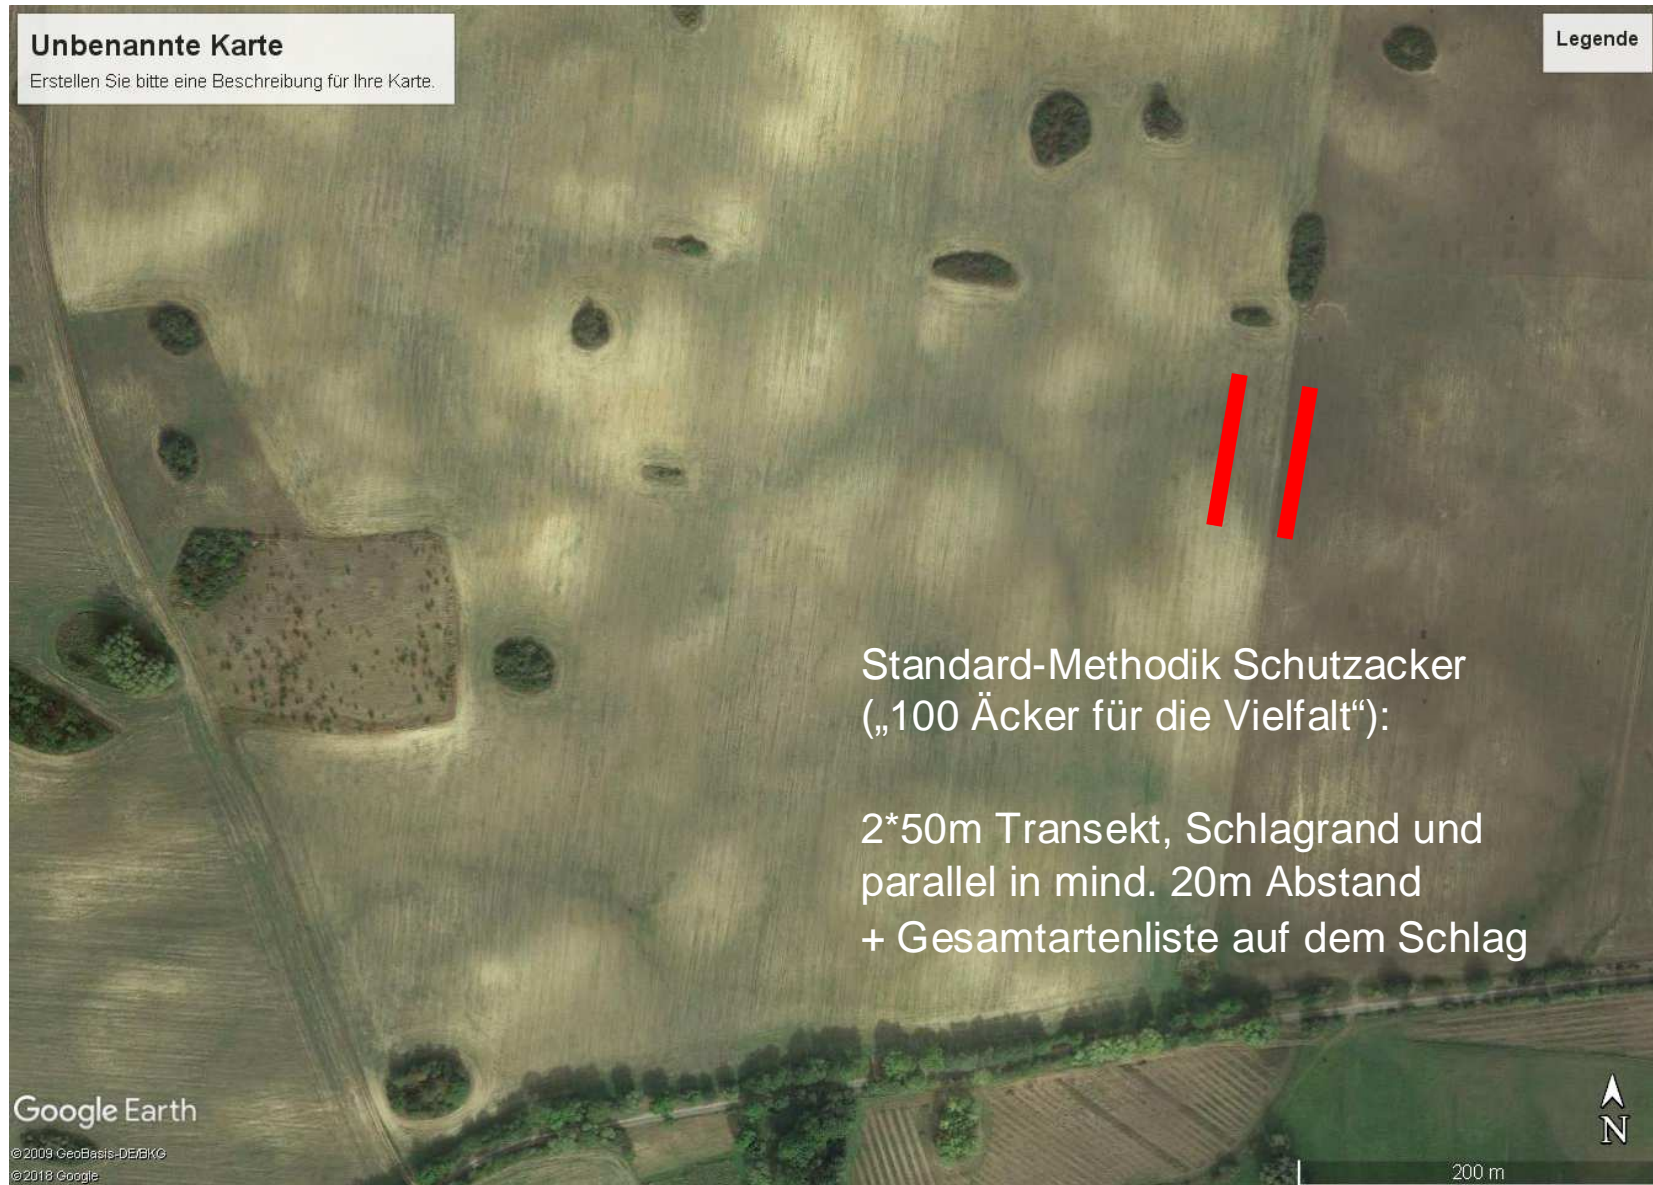 Unbenannte Karte
Erstellen Sie bitte eine Beschreibung für Ihre Karte.
Legende
Standard-Methodik Schutzacker
(„100 Äcker für die Vielfalt“):
2*50m Transekt, Schlagrand und
parallel in mind. 20m Abstand
+ Gesamtartenliste auf dem Schlag
Google Earth
©2009 GeoBasis-DE/BKG
©2018 Google
N
200 m